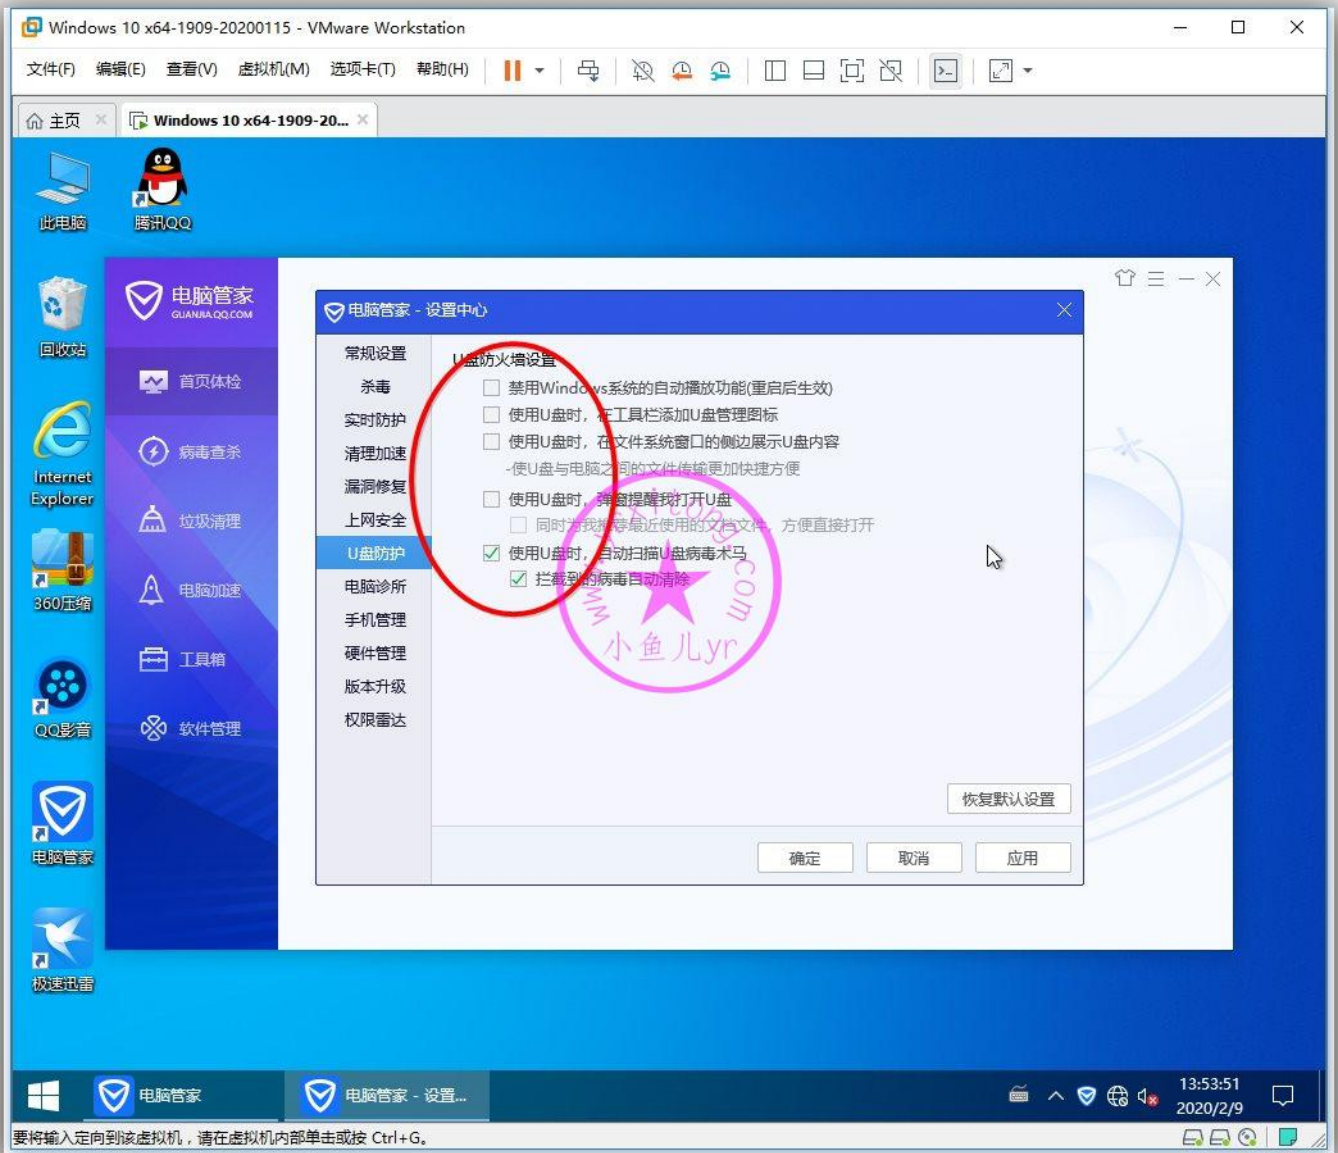 Windows 10 x64-1909-20200115 - VMware Workstation
文件(F) 编辑(E) 查看(V) 虚拟机(M) 选项卡(T) 帮助(H)
主页 Windows 10 x64-1909-20...
此电脑
腾讯QQ
回收站
Internet
Explorer
360压缩
QQ影音
电脑管家
极速迅雷
电脑管家
GUANJIA.QQ.COM
首页体检
病毒查杀
垃圾清理
电脑加速
工具箱
软件管理
电脑管家 - 设置中心
常规设置
杀毒
实时防护
清理加速
漏洞修复
上网安全
U盘防护
电脑诊所
手机管理
硬件管理
版本升级
权限雷达
U盘防火墙设置
禁用Windows系统的自动播放功能(重启后生效)
使用U盘时，在工具栏添加U盘管理图标
使用U盘时，在文件系统窗口的侧边展示U盘内容
-使U盘与电脑之间的文件传输更加快捷方便
使用U盘时，弹窗提醒我打开U盘
同时为我推荐最近使用的文档文件，方便直接打开
使用U盘时，自动扫描U盘病毒木马
拦截到的病毒自动清除
小鱼儿yr
恢复默认设置
确定 取消 应用
电脑管家 电脑管家 - 设置...
13:53:51
2020/2/9
要将输入定向到该虚拟机，请在虚拟机内部单击或按 Ctrl+G。